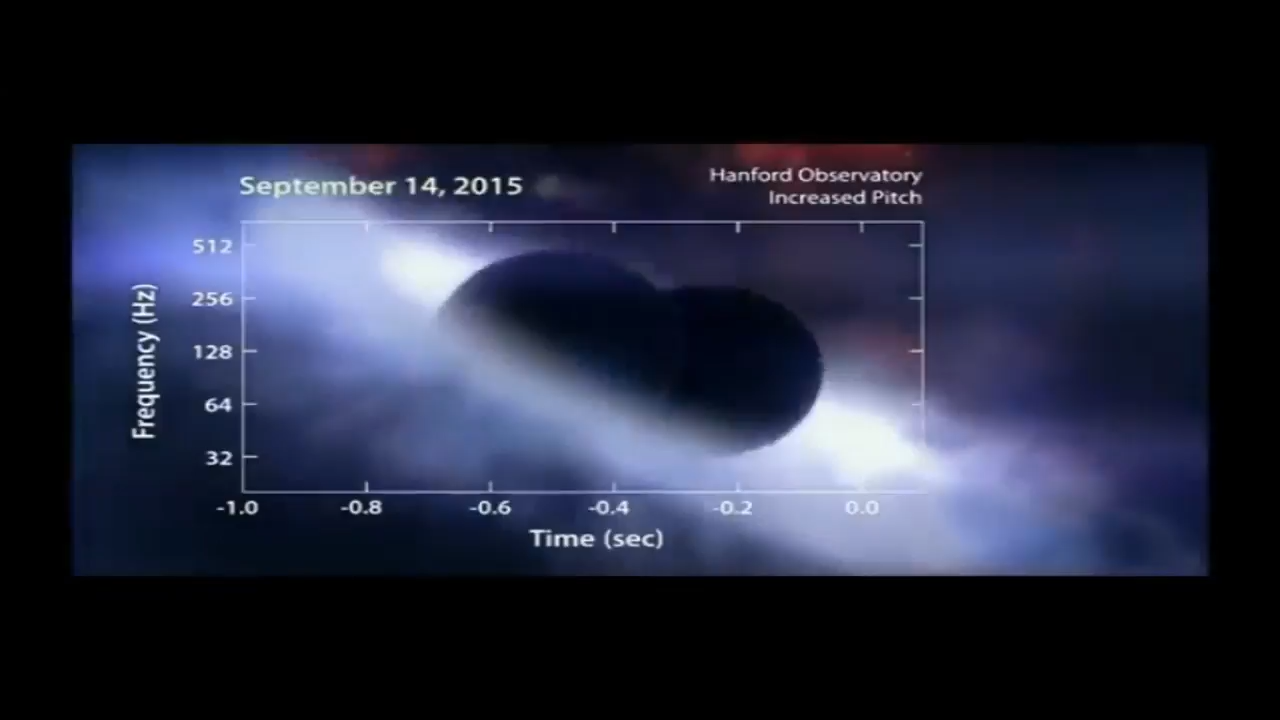 September 14, 2015
Hanford Observatory
Increased Pitch
Frequency (Hz)
512
256
128
64
32
-1.0 -0.8 -0.6 -0.4 -0.2 0.0
Time (sec)